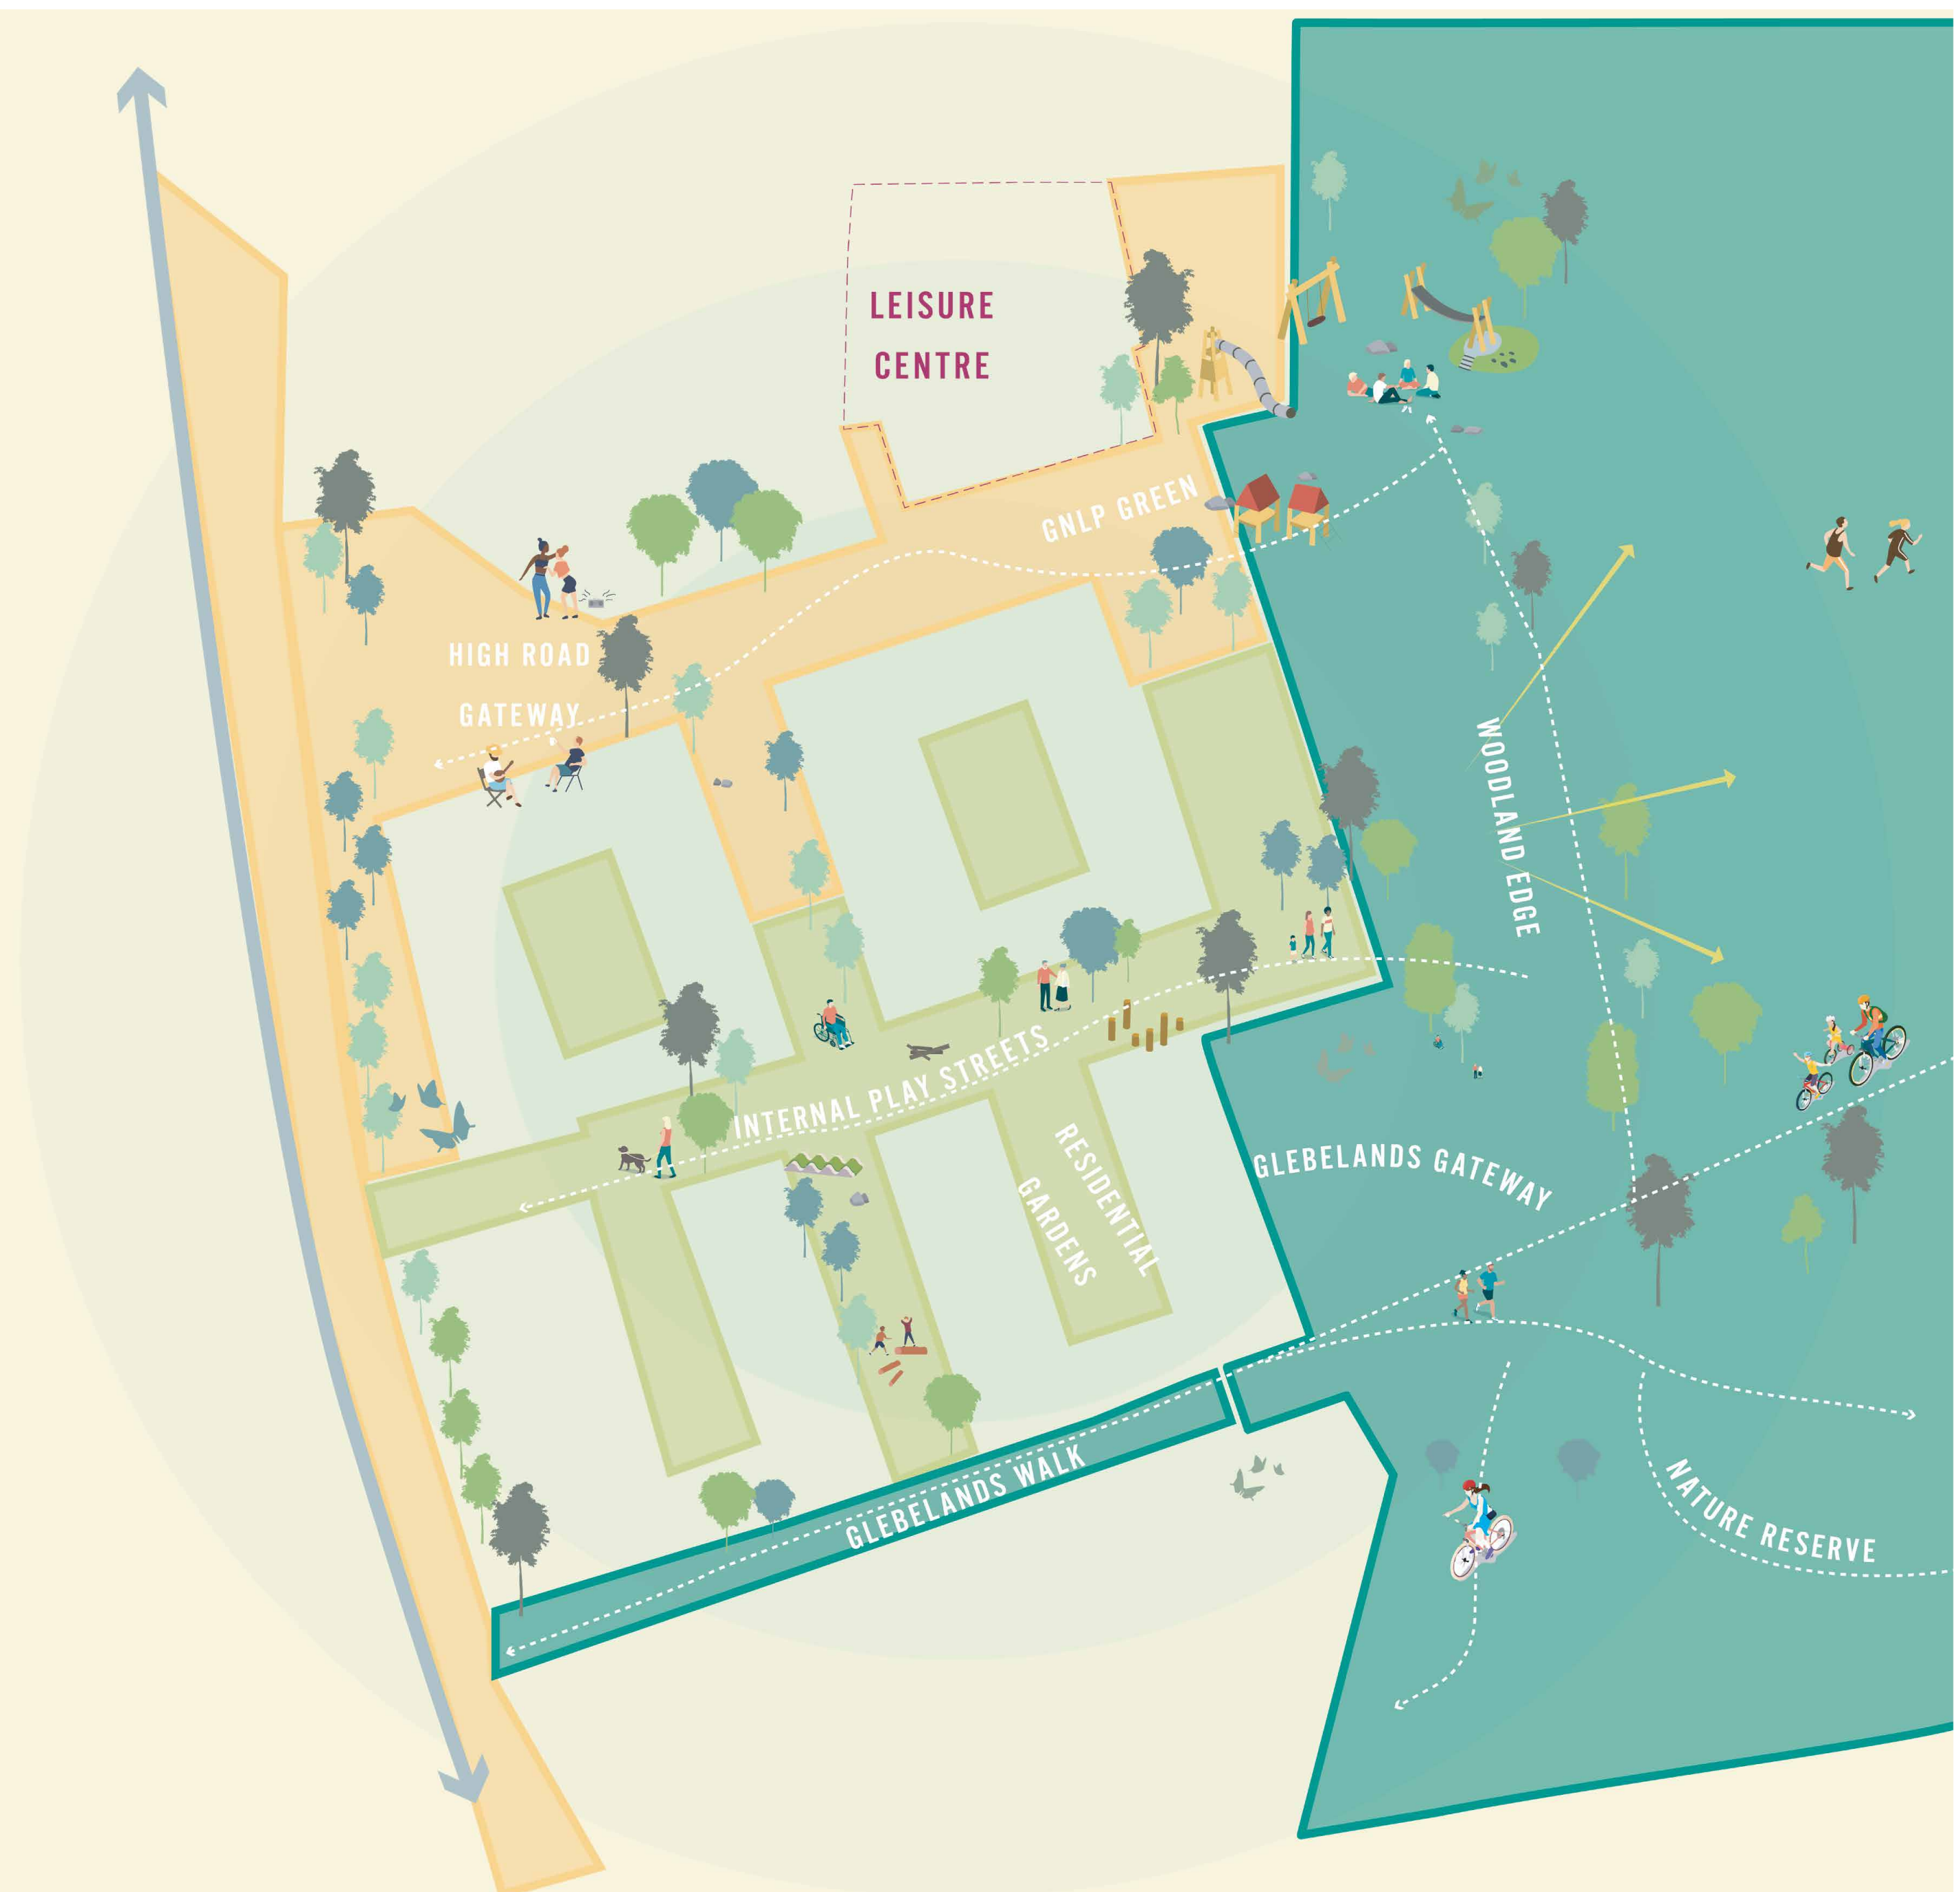 LEISURE
CENTRE
GNLP GREEN
HIGH ROAD
GATEWAY
WOODLAND EDGE
INTERNAL PLAY STREETS
RESIDENTIAL
GARDENS
GLEBELANDS GATEWAY
GLEBELANDS WALK
NATURE RESERVE